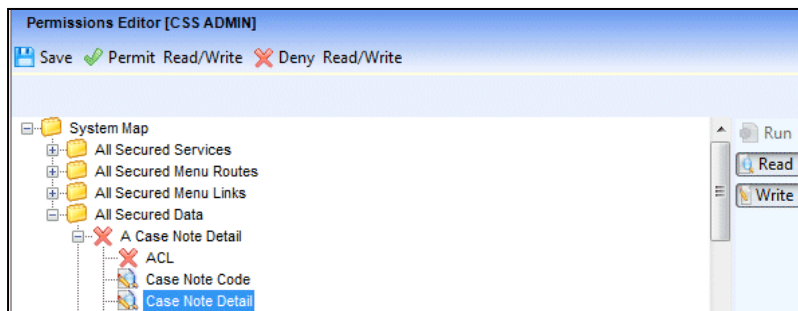 Permissions Editor [CSS ADMIN]
Save Permit Read/Write Deny Read/Write
System Map
All Secured Services
All Secured Menu Routes
All Secured Menu Links
All Secured Data
A Case Note Detail
ACL
Case Note Code
Case Note Detail
Run
Read
Write